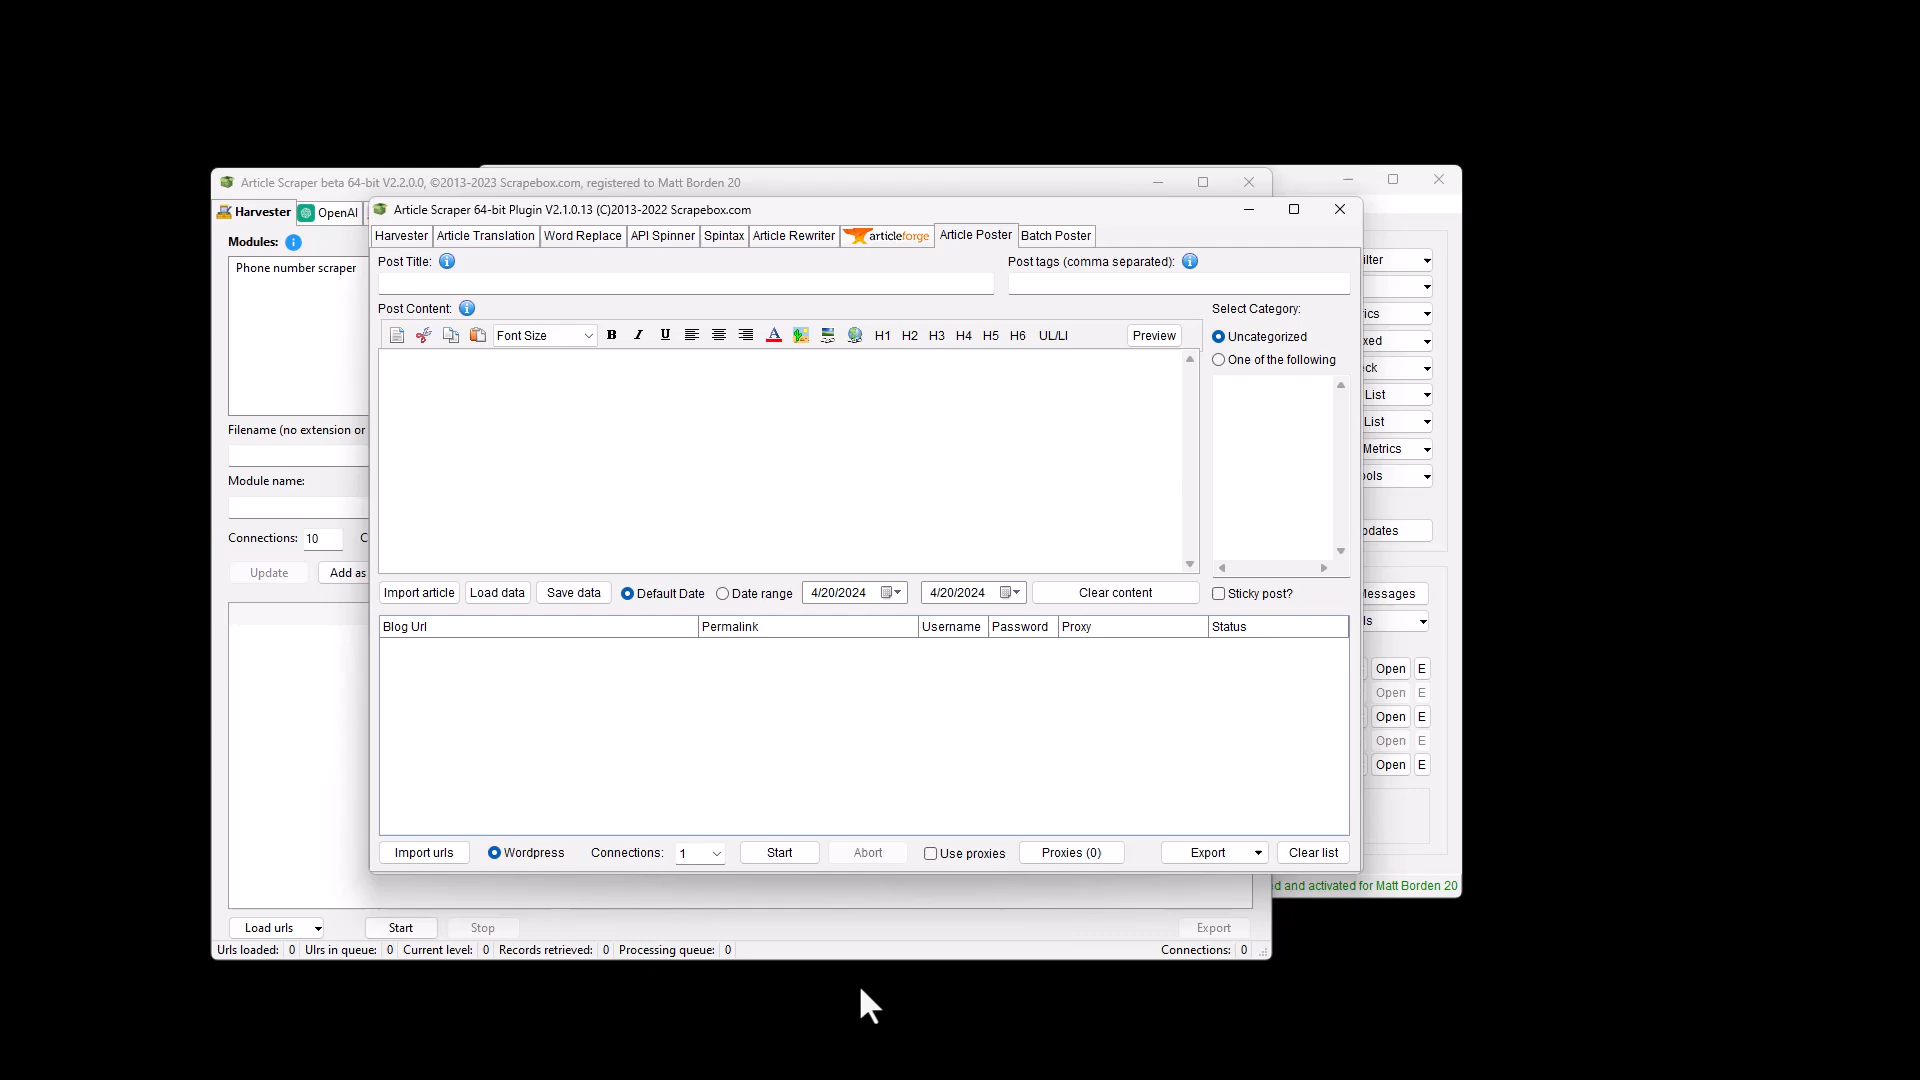 Article Scraper beta 64-bit V2.2.0.0, ©2013-2023 Scrapebox.com, registered to Matt Borden 20
Harvester OpenAI
Modules:
Phone number scraper
Filename (no extension or
Module name:
Connections: 10 C
Update Add as
Load urls Start Stop Export
Urls loaded: 0 Ulrs in queue: 0 Current level: 0 Records retrieved: 0 Processing queue: 0 Connections: 0
Article Scraper 64-bit Plugin V2.1.0.13 (C)2013-2022 Scrapebox.com
Harvester Article Translation Word Replace API Spinner Spintax Article Rewriter articleforge Article Poster Batch Poster
Post Title: Post tags (comma separated):
Post Content: Select Category:
Font Size B I U A H1 H2 H3 H4 H5 H6 UL/LI Preview
Uncategorized
One of the following
Import article Load data Save data Default Date Date range 4/20/2024 4/20/2024 Clear content Sticky post?
Blog Url Permalink Username Password Proxy Status
Import urls Wordpress Connections: 1 Start Abort Use proxies Proxies (0) Export Clear list
ilter
ics
xed
ck
List
List
Metrics
ools
pdates
Messages
ls
Open E
Open E
Open E
Open E
Open E
d and activated for Matt Borden 20